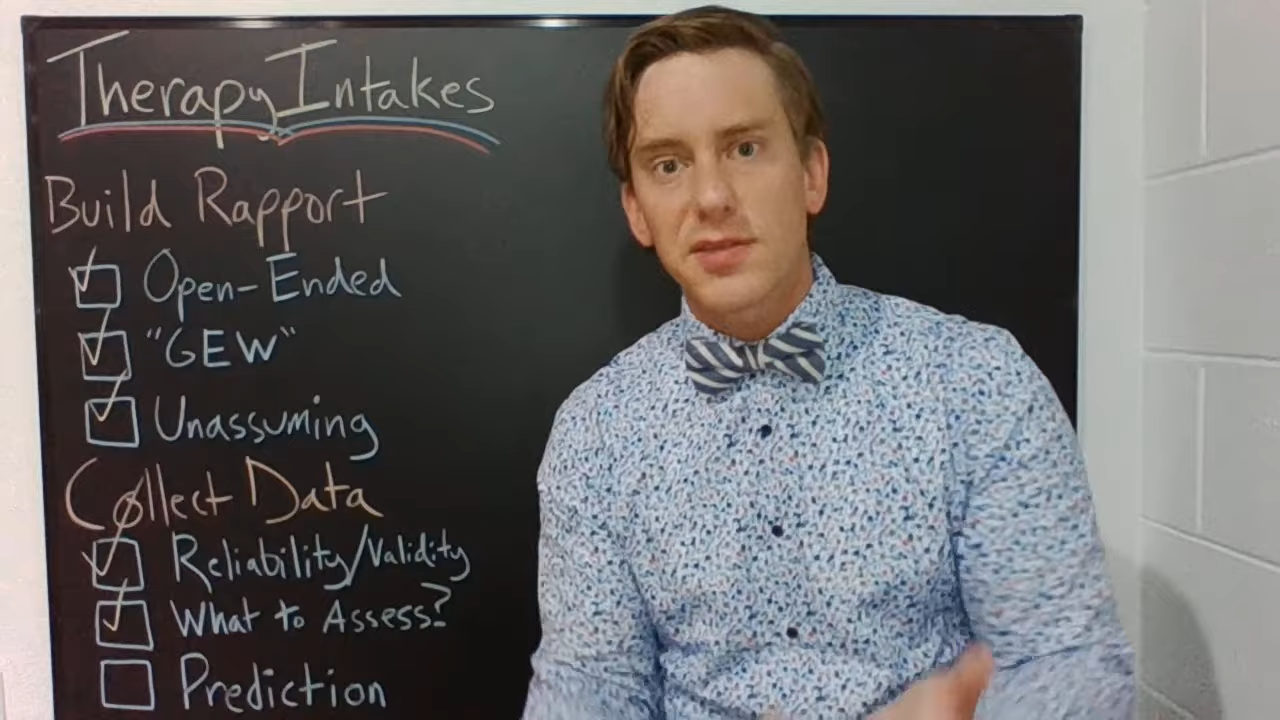 Therapy Intakes
Build Rapport
Open-Ended
"GEW"
Unassuming
Collect Data
Reliability/Validity
What to Assess?
Prediction